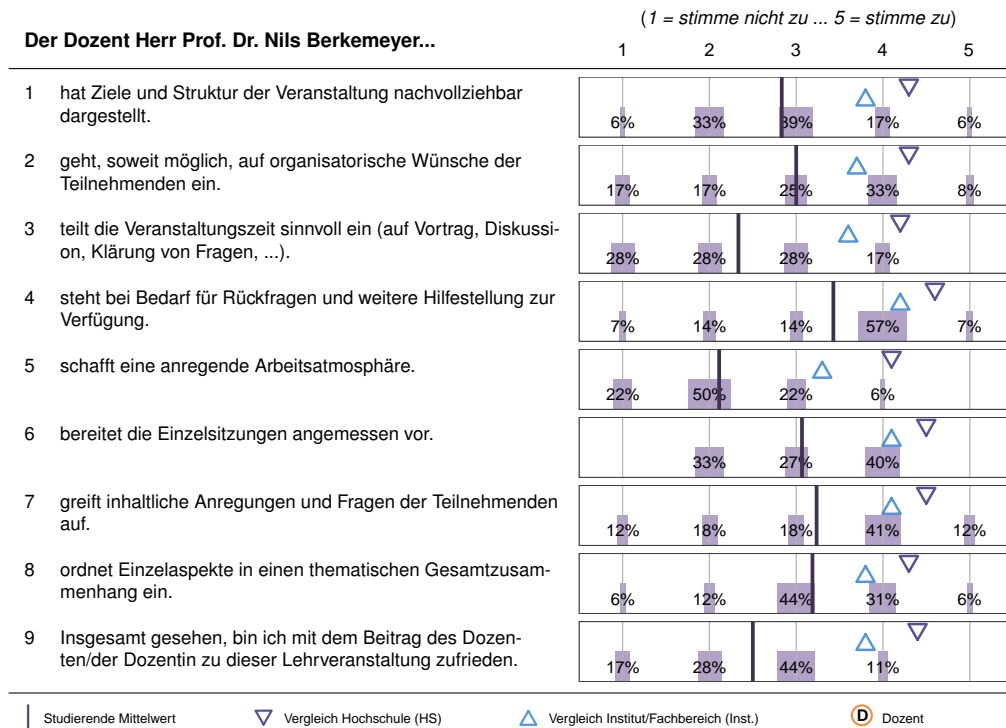 (1 = stimme nicht zu ... 5 = stimme zu)
Der Dozent Herr Prof. Dr. Nils Berkemeyer...
1 2 3 4 5
1 hat Ziele und Struktur der Veranstaltung nachvollziehbar
dargestellt.
6% 33% 39% 17% 6%
2 geht, soweit möglich, auf organisatorische Wünsche der
Teilnehmenden ein.
17% 17% 25% 33% 8%
3 teilt die Veranstaltungszeit sinnvoll ein (auf Vortrag, Diskussi-
on, Klärung von Fragen, ...).
28% 28% 28% 17%
4 steht bei Bedarf für Rückfragen und weitere Hilfestellung zur
Verfügung.
7% 14% 14% 57% 7%
5 schafft eine anregende Arbeitsatmosphäre.
22% 50% 22% 6%
6 bereitet die Einzelsitzungen angemessen vor.
33% 27% 40%
7 greift inhaltliche Anregungen und Fragen der Teilnehmenden
auf.
12% 18% 18% 41% 12%
8 ordnet Einzelaspekte in einen thematischen Gesamtzusam-
menhang ein.
6% 12% 44% 31% 6%
9 Insgesamt gesehen, bin ich mit dem Beitrag des Dozen-
ten/der Dozentin zu dieser Lehrveranstaltung zufrieden.
17% 28% 44% 11%
Studierende Mittelwert Vergleich Hochschule (HS) Vergleich Institut/Fachbereich (Inst.) D Dozent